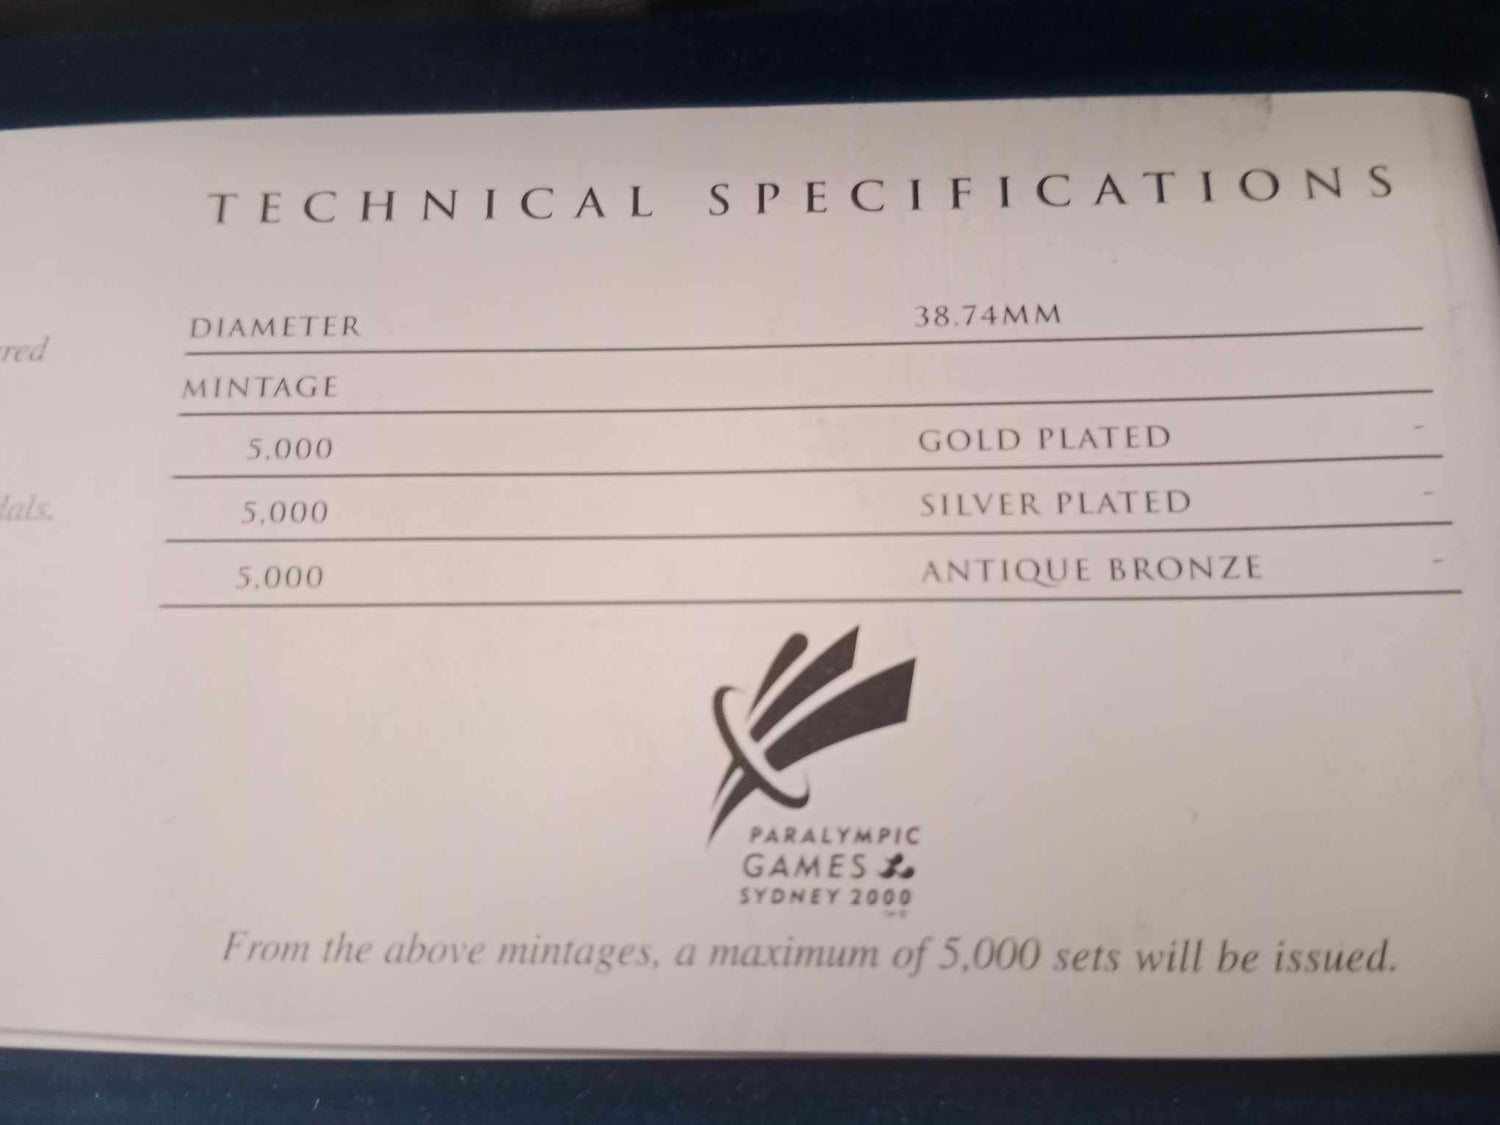 TECHNICAL SPECIFICATIONS
DIAMETER 38.74MM
MINTAGE
5,000 GOLD PLATED -
5,000 SILVER PLATED -
5,000 ANTIQUE BRONZE -
PARALYMPIC
GAMES
SYDNEY 2000
From the above mintages, a maximum of 5,000 sets will be issued.